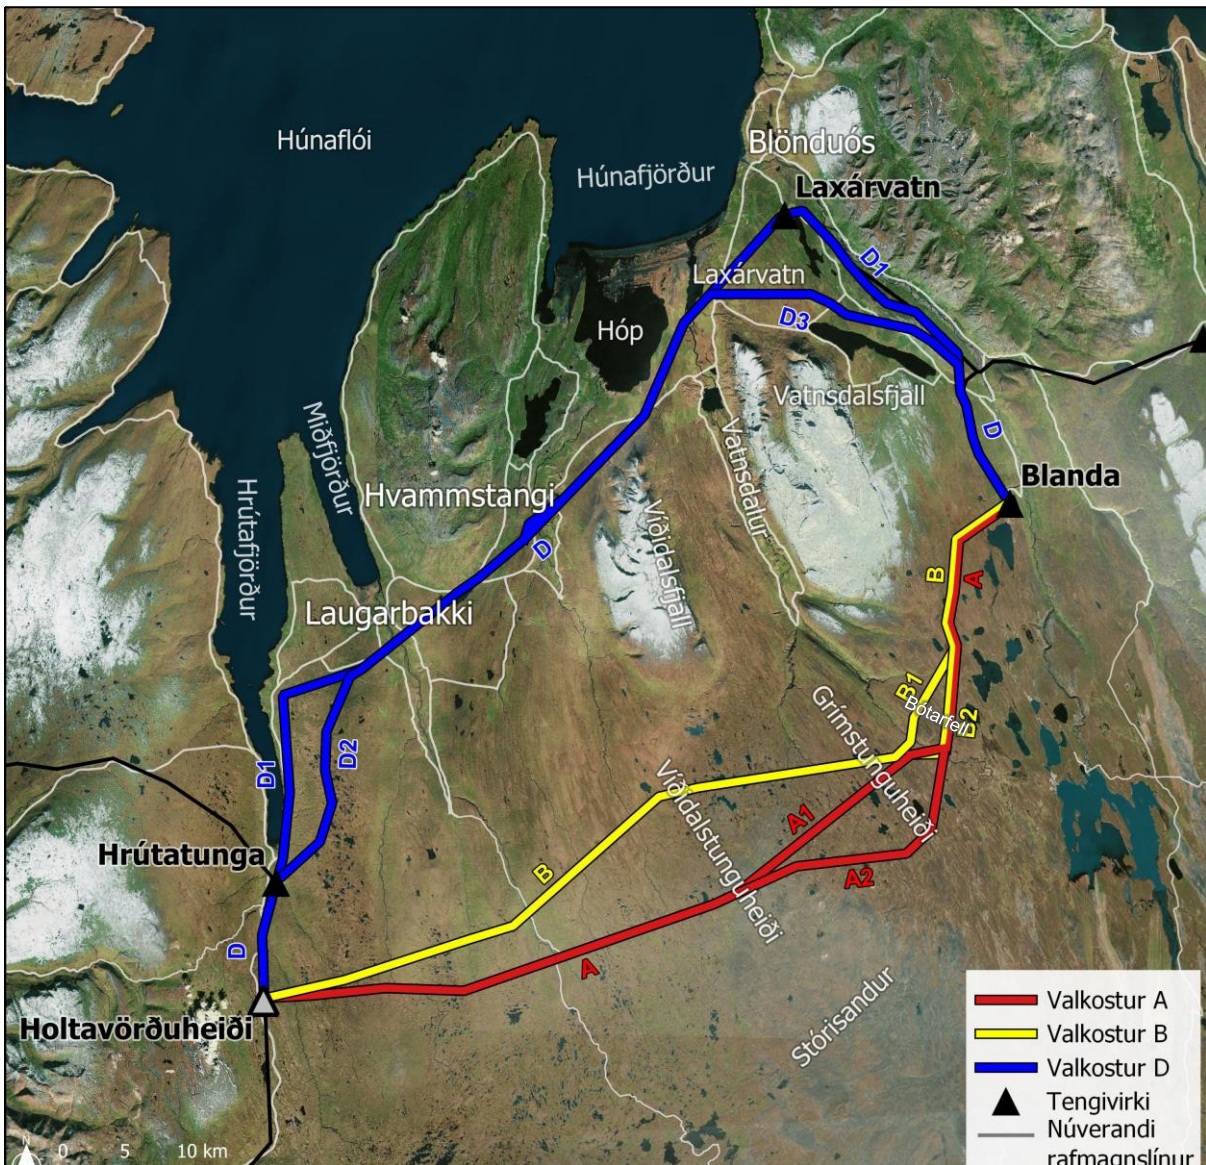 Húnaflói
Húnafjörður
Blönduós
Laxárvatn
D1
Laxárvatn
D3
Hóp
Vatnsdalsfjall
Miðfjörður
Vatnsdalur
D
Hvammstangi
Blanda
Hrútafjörður
Víðidalsfjall
D
B
A
Laugarbakki
B1
Bótarfell
B2
Grímstunguheiði
D1
D2
Víðidalstunguheiði
A1
Hrútatunga
B
A2
D
A
Holtavörðuheiði
Stórisandur
Valkostur A
Valkostur B
Valkostur D
Tengivirki
Núverandi
rafmagnslínur
N
0 5 10 km